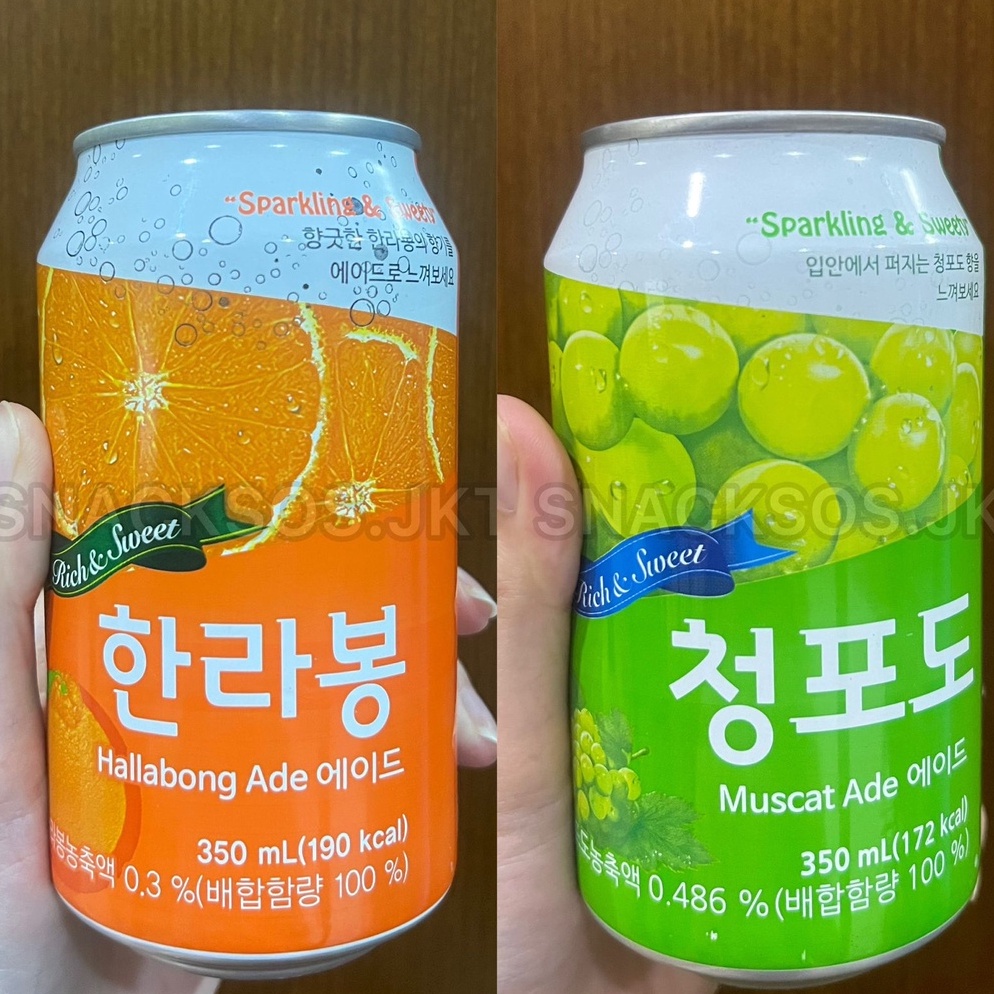 "Sparkling & Sweet"
향긋한 한라봉의 향기를
에이드로 느껴보세요
Rich & Sweet
한라봉
Hallabong Ade 에이드
350 mL(190 kcal)
라봉농축액 0.3 %(배합함량 100 %)
"Sparkling & Sweet"
입안에서 퍼지는 청포도 향을
느껴보세요
Rich & Sweet
청포도
Muscat Ade 에이드
350 mL(172 kcal)
도농축액 0.486 %(배합함량 100 %)
SNACKSOS.JKT SNACKSOS.JKT